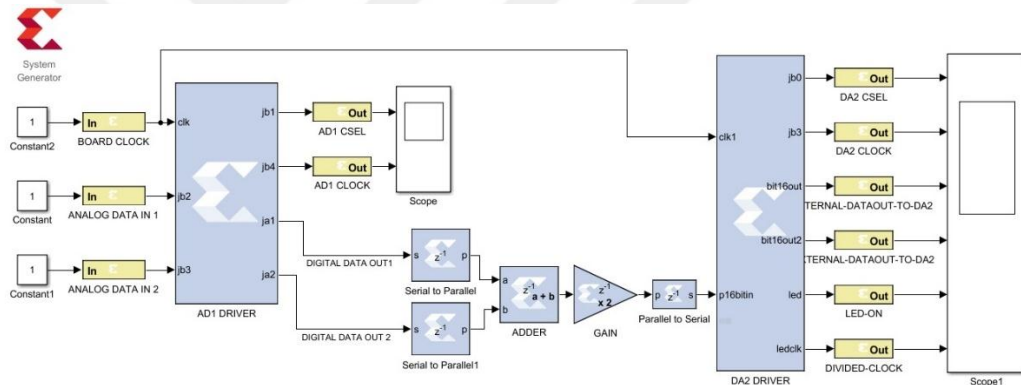 System
Generator
1
Constant2
In
BOARD CLOCK
1
Constant
In
ANALOG DATA IN 1
1
Constant1
In
ANALOG DATA IN 2
clk
jb2
jb3
jb1
jb4
ja1
ja2
AD1 DRIVER
Out
AD1 CSEL
Out
AD1 CLOCK
Scope
DIGITAL DATA OUT1
DIGITAL DATA OUT 2
s z-1 p
Serial to Parallel
s z-1 p
Serial to Parallel1
a
b
z-1
a + b
ADDER
z-1
x 2
GAIN
p z-1 s
Parallel to Serial
clk1
p16bitin
jb0
jb3
bit16out
bit16out2
led
ledclk
DA2 DRIVER
Out
DA2 CSEL
Out
DA2 CLOCK
Out
TERNAL-DATAOUT-TO-DA2
Out
XTERNAL-DATAOUT-TO-DA2
Out
LED-ON
Out
DIVIDED-CLOCK
Scope1